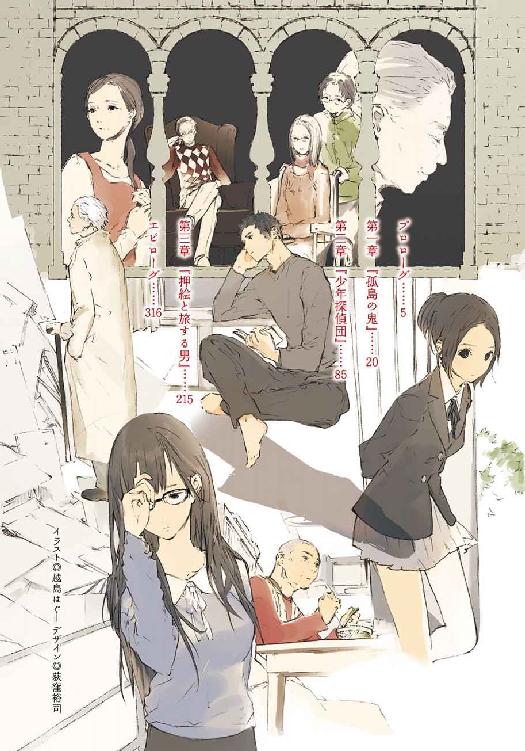 プロローグ……5
第一章『孤島の鬼』……20
第二章『少年探偵団』……85
第三章『押絵と旅する男』……215
エピローグ……316
イラスト◎越島はぐ デザイン◎荻窪裕司